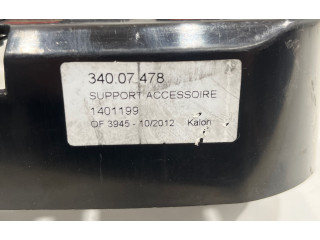 340.07.478
SUPPORT ACCESSOIRE
1401199
OF 3945 - 10/2012 Kalori